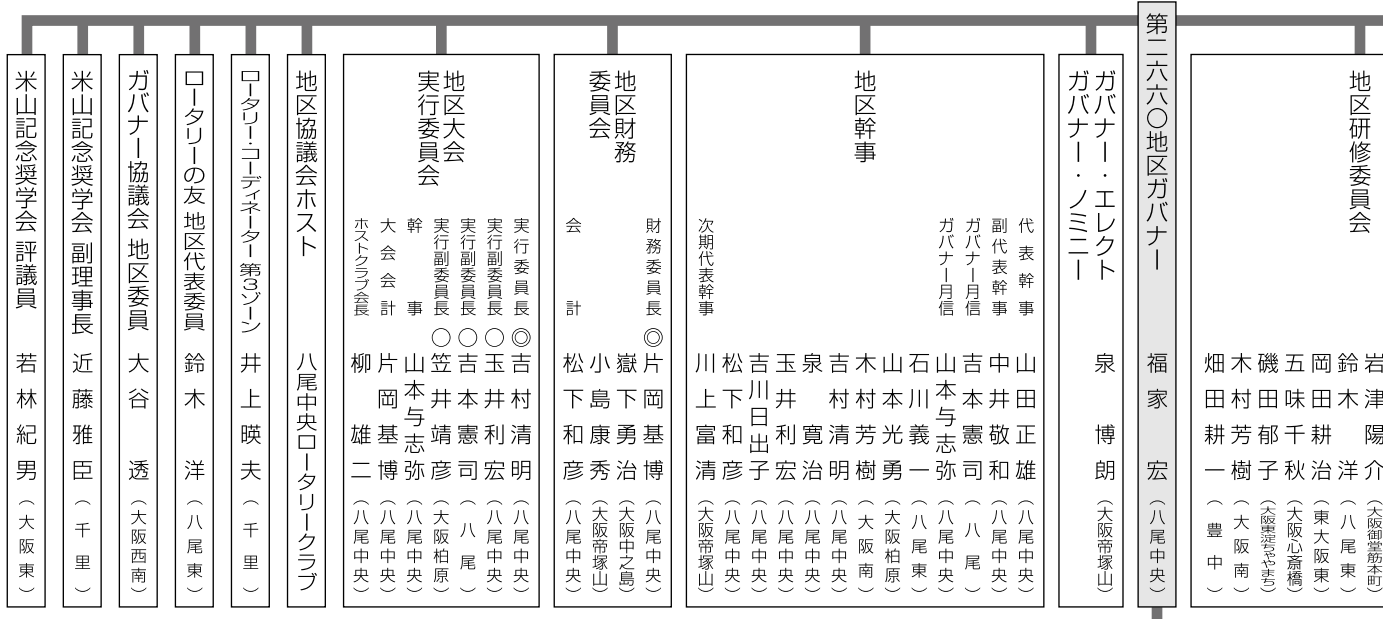 地区研修委員会
岩津陽介（大阪御堂筋本町）
鈴木洋（八尾東）
岡田耕治（東大阪東）
五味千秋（大阪心斎橋）
磯田郁子（大阪東淀ちゃやまち）
木村芳樹（大阪南）
畑田耕一（豊中）
第二六六〇地区ガバナー 福家宏（八尾中央）
ガバナー・エレクト
ガバナー・ノミニー
泉博朗（大阪帝塚山）
地区幹事
代表幹事 山田正雄（八尾中央）
副代表幹事 中井敬和（八尾中央）
ガバナー月信 吉本憲司（八尾）
ガバナー月信 山本与志弥（八尾中央）
石川義一（八尾東）
山本光勇（大阪柏原）
木村芳樹（大阪南）
吉村清明（八尾中央）
泉寛治（八尾中央）
玉井利宏（八尾中央）
吉川日出子（八尾中央）
松下和彦（八尾中央）
次期代表幹事 川上富清（大阪帝塚山）
地区財務
委員会
財務委員長 ◎片岡基博（八尾中央）
嶽下勇治（大阪中之島）
小島康秀（大阪帝塚山）
会計 松下和彦（八尾中央）
地区大会
実行委員会
実行委員長 ◎吉村清明（八尾中央）
実行副委員長 ○玉井利宏（八尾中央）
実行副委員長 ○吉本憲司（八尾）
実行副委員長 ○笠井靖彦（大阪柏原）
幹事 山本与志弥（八尾中央）
大会会計 片岡基博（八尾中央）
ホストクラブ会長 柳雄二（八尾中央）
地区協議会ホスト 八尾中央ロータリークラブ
ロータリー・コーディネーター 第3ゾーン 井上暎夫（千里）
ロータリーの友 地区代表委員 鈴木洋（八尾東）
ガバナー協議会 地区委員 大谷透（大阪西南）
米山記念奨学会 副理事長 近藤雅臣（千里）
米山記念奨学会 評議員 若林紀男（大阪東）